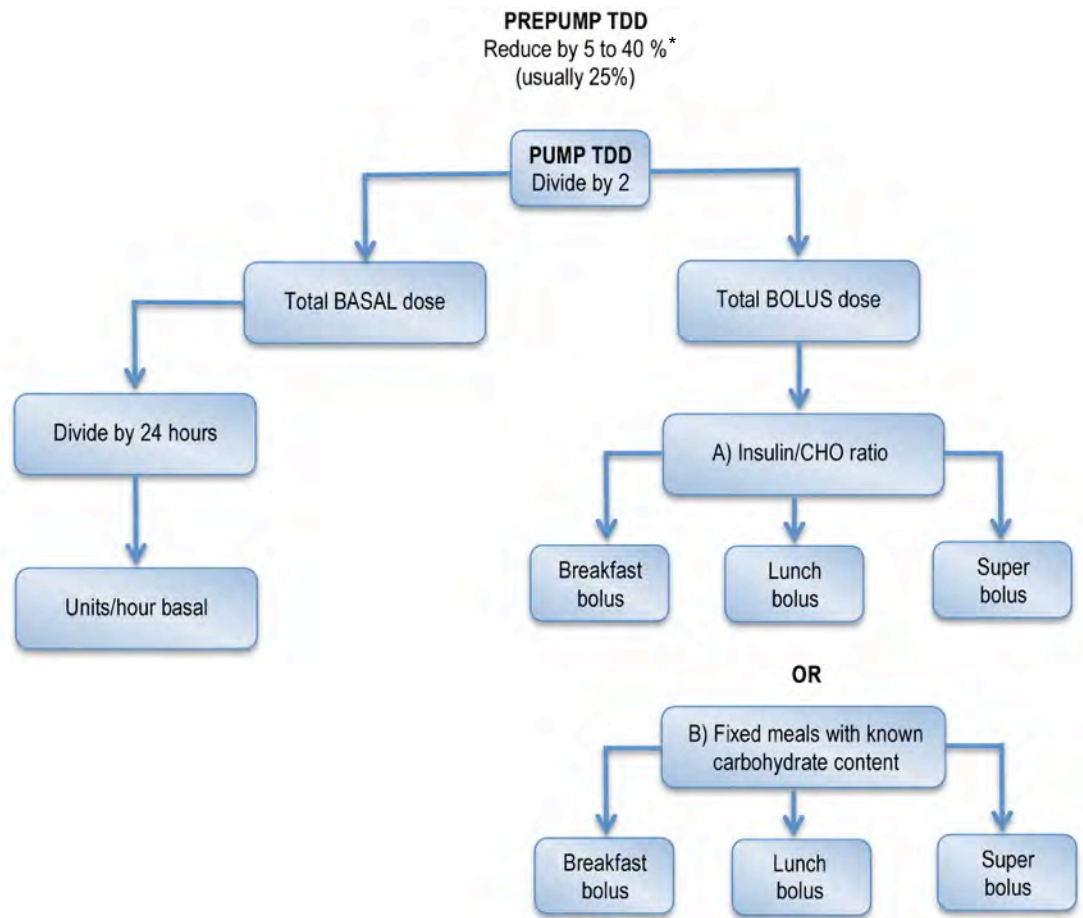 PREPUMP TDD
Reduce by 5 to 40 %*
(usually 25%)
PUMP TDD
Divide by 2
Total BASAL dose
Total BOLUS dose
Divide by 24 hours
A) Insulin/CHO ratio
Units/hour basal
Breakfast
bolus
Lunch
bolus
Super
bolus
OR
B) Fixed meals with known
carbohydrate content
Breakfast
bolus
Lunch
bolus
Super
bolus